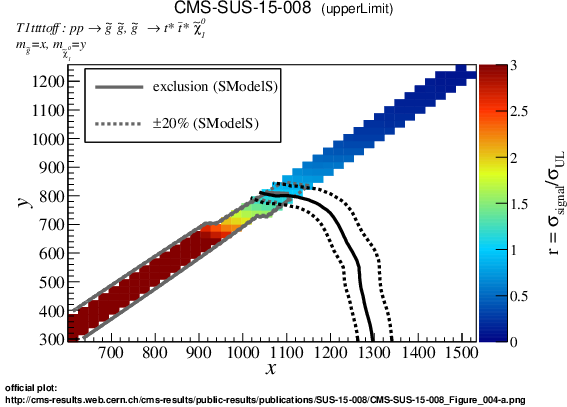 CMS-SUS-15-008 (upperLimit)
T1ttttoff : pp → g̃ g̃, g̃ → t* t̄* χ̃₁⁰
m_g̃=x, m_χ̃₁⁰=y
exclusion (SModelS)
±20% (SModelS)
1200
1100
1000
900
800
700
600
500
400
300
y
700 800 900 1000 1100 1200 1300 1400 1500
x
3
2.5
2
1.5
1
0.5
0
r = σ_signal/σ_UL
official plot:
http://cms-results.web.cern.ch/cms-results/public-results/publications/SUS-15-008/CMS-SUS-15-008_Figure_004-a.png